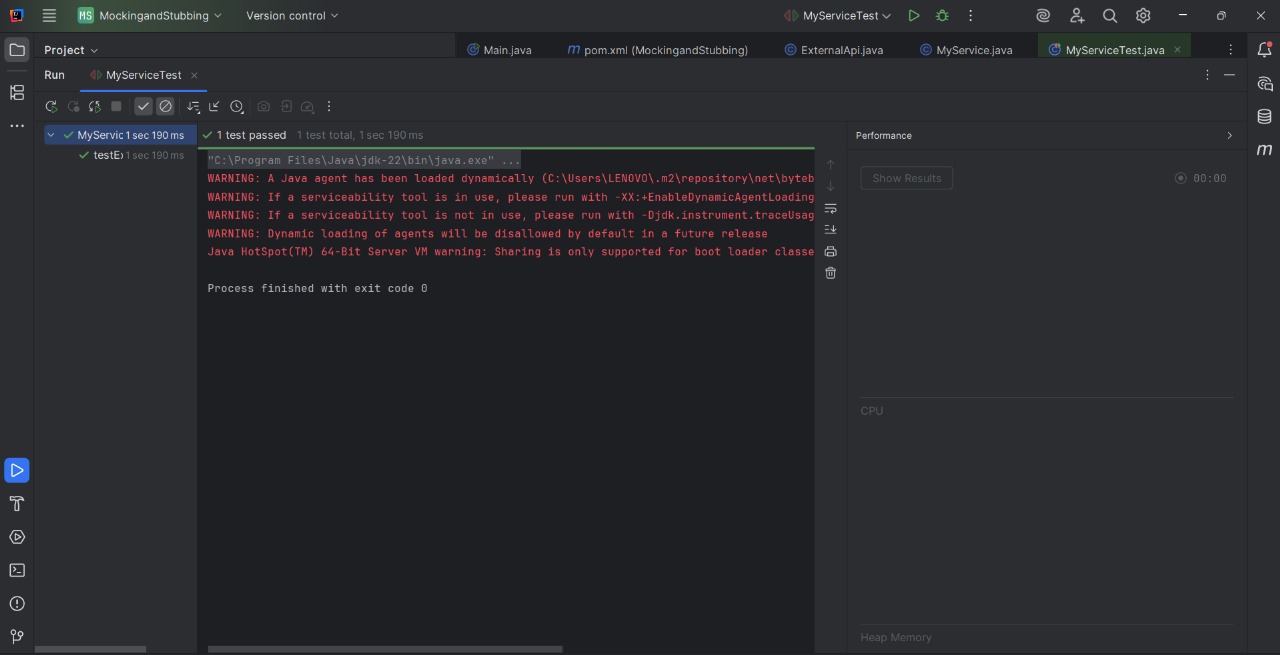 MS MockingandStubbing Version control MyServiceTest
Project Main.java pom.xml (MockingandStubbing) ExternalApi.java MyService.java MyServiceTest.java
Run MyServiceTest
MyServic 1 sec 190 ms 1 test passed 1 test total, 1 sec 190 ms Performance
testE 1 sec 190 ms
"C:\Program Files\Java\jdk-22\bin\java.exe" ...
WARNING: A Java agent has been loaded dynamically (C:\Users\LENOVO\.m2\repository\net\byteb
Show Results 00:00
WARNING: If a serviceability tool is in use, please run with -XX:+EnableDynamicAgentLoading
WARNING: If a serviceability tool is not in use, please run with -Djdk.instrument.traceUsag
WARNING: Dynamic loading of agents will be disallowed by default in a future release
Java HotSpot(TM) 64-Bit Server VM warning: Sharing is only supported for boot loader classe
Process finished with exit code 0
CPU
Heap Memory